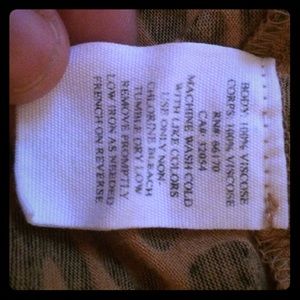 BODY: 100% VISCOSE
CORPS: 100% VISCOSE
RN# 66170
CA# 32054
MACHINE WASH COLD
WITH LIKE COLORS
USE ONLY NON-
CHLORINE BLEACH
TUMBLE DRY LOW
REMOVE PROMPTLY
LOW IRON AS NEEDED
FRENCH ON REVERSE